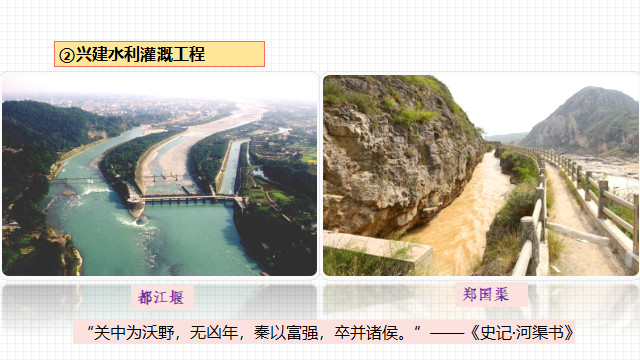 ②兴建水利灌溉工程
都江堰
郑国渠
“关中为沃野，无凶年，秦以富强，卒并诸侯。”——《史记·河渠书》